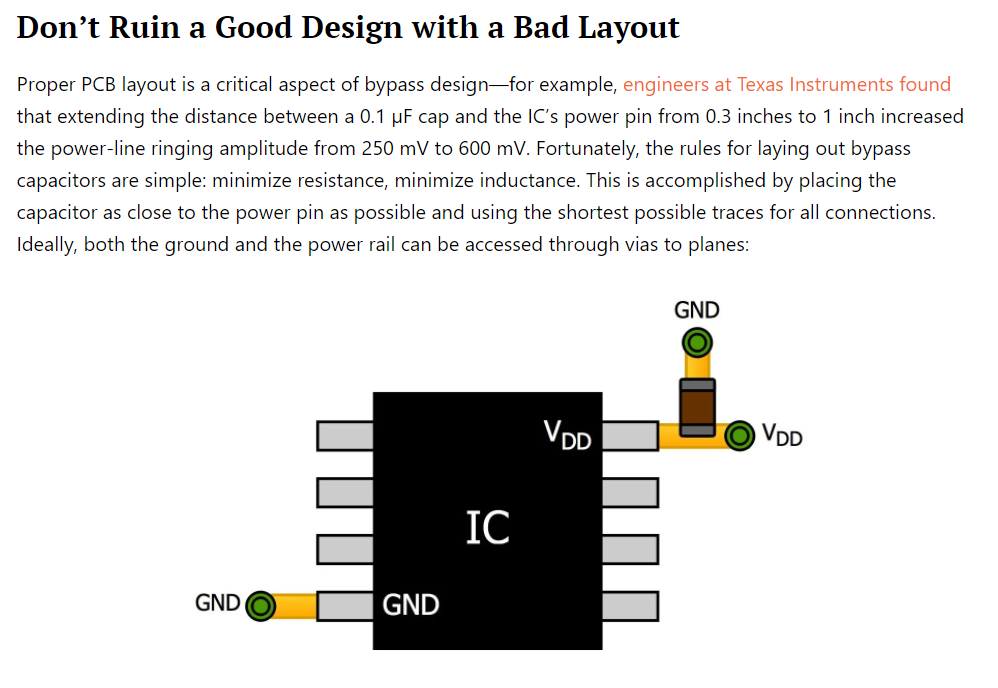 Don’t Ruin a Good Design with a Bad Layout
Proper PCB layout is a critical aspect of bypass design—for example, engineers at Texas Instruments found
that extending the distance between a 0.1 µF cap and the IC’s power pin from 0.3 inches to 1 inch increased
the power-line ringing amplitude from 250 mV to 600 mV. Fortunately, the rules for laying out bypass
capacitors are simple: minimize resistance, minimize inductance. This is accomplished by placing the
capacitor as close to the power pin as possible and using the shortest possible traces for all connections.
Ideally, both the ground and the power rail can be accessed through vias to planes:
GND
VDD
VDD
IC
GND
GND